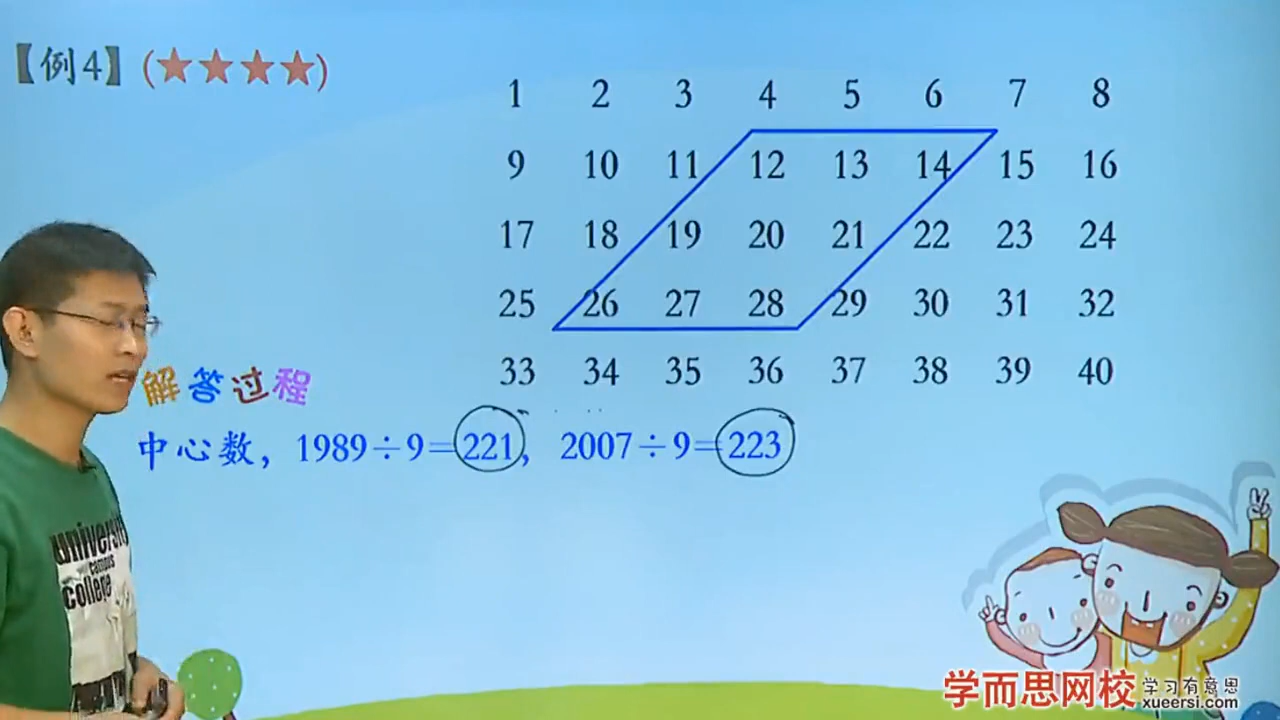 【例4】(★★★★)
1 2 3 4 5 6 7 8
9 10 11 12 13 14 15 16
17 18 19 20 21 22 23 24
25 26 27 28 29 30 31 32
33 34 35 36 37 38 39 40
解答过程
中心数，1989÷9=221，2007÷9=223
university
campus
college
学而思网校 学习有意思
xueersi.com